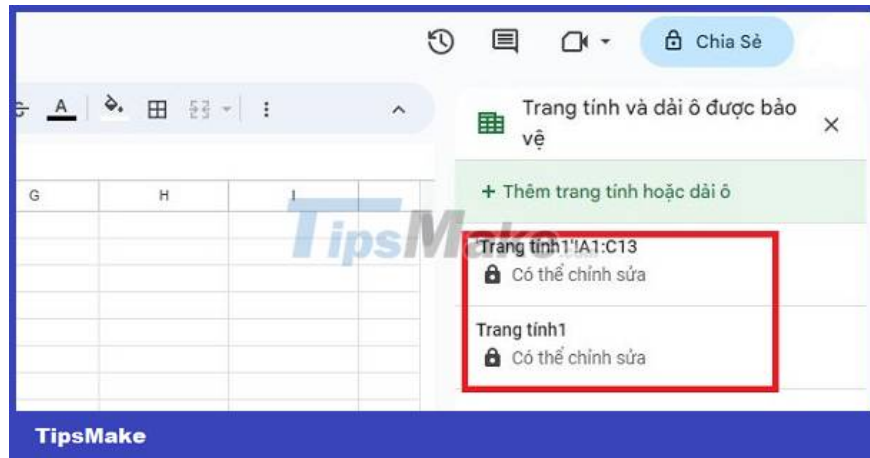 Chia Sẻ
A
Trang tính và dải ô được bảo
vệ
+ Thêm trang tính hoặc dải ô
G H I
TipsMake.com
'Trang tính1'!A1:C13
Có thể chỉnh sửa
Trang tính1
Có thể chỉnh sửa
TipsMake